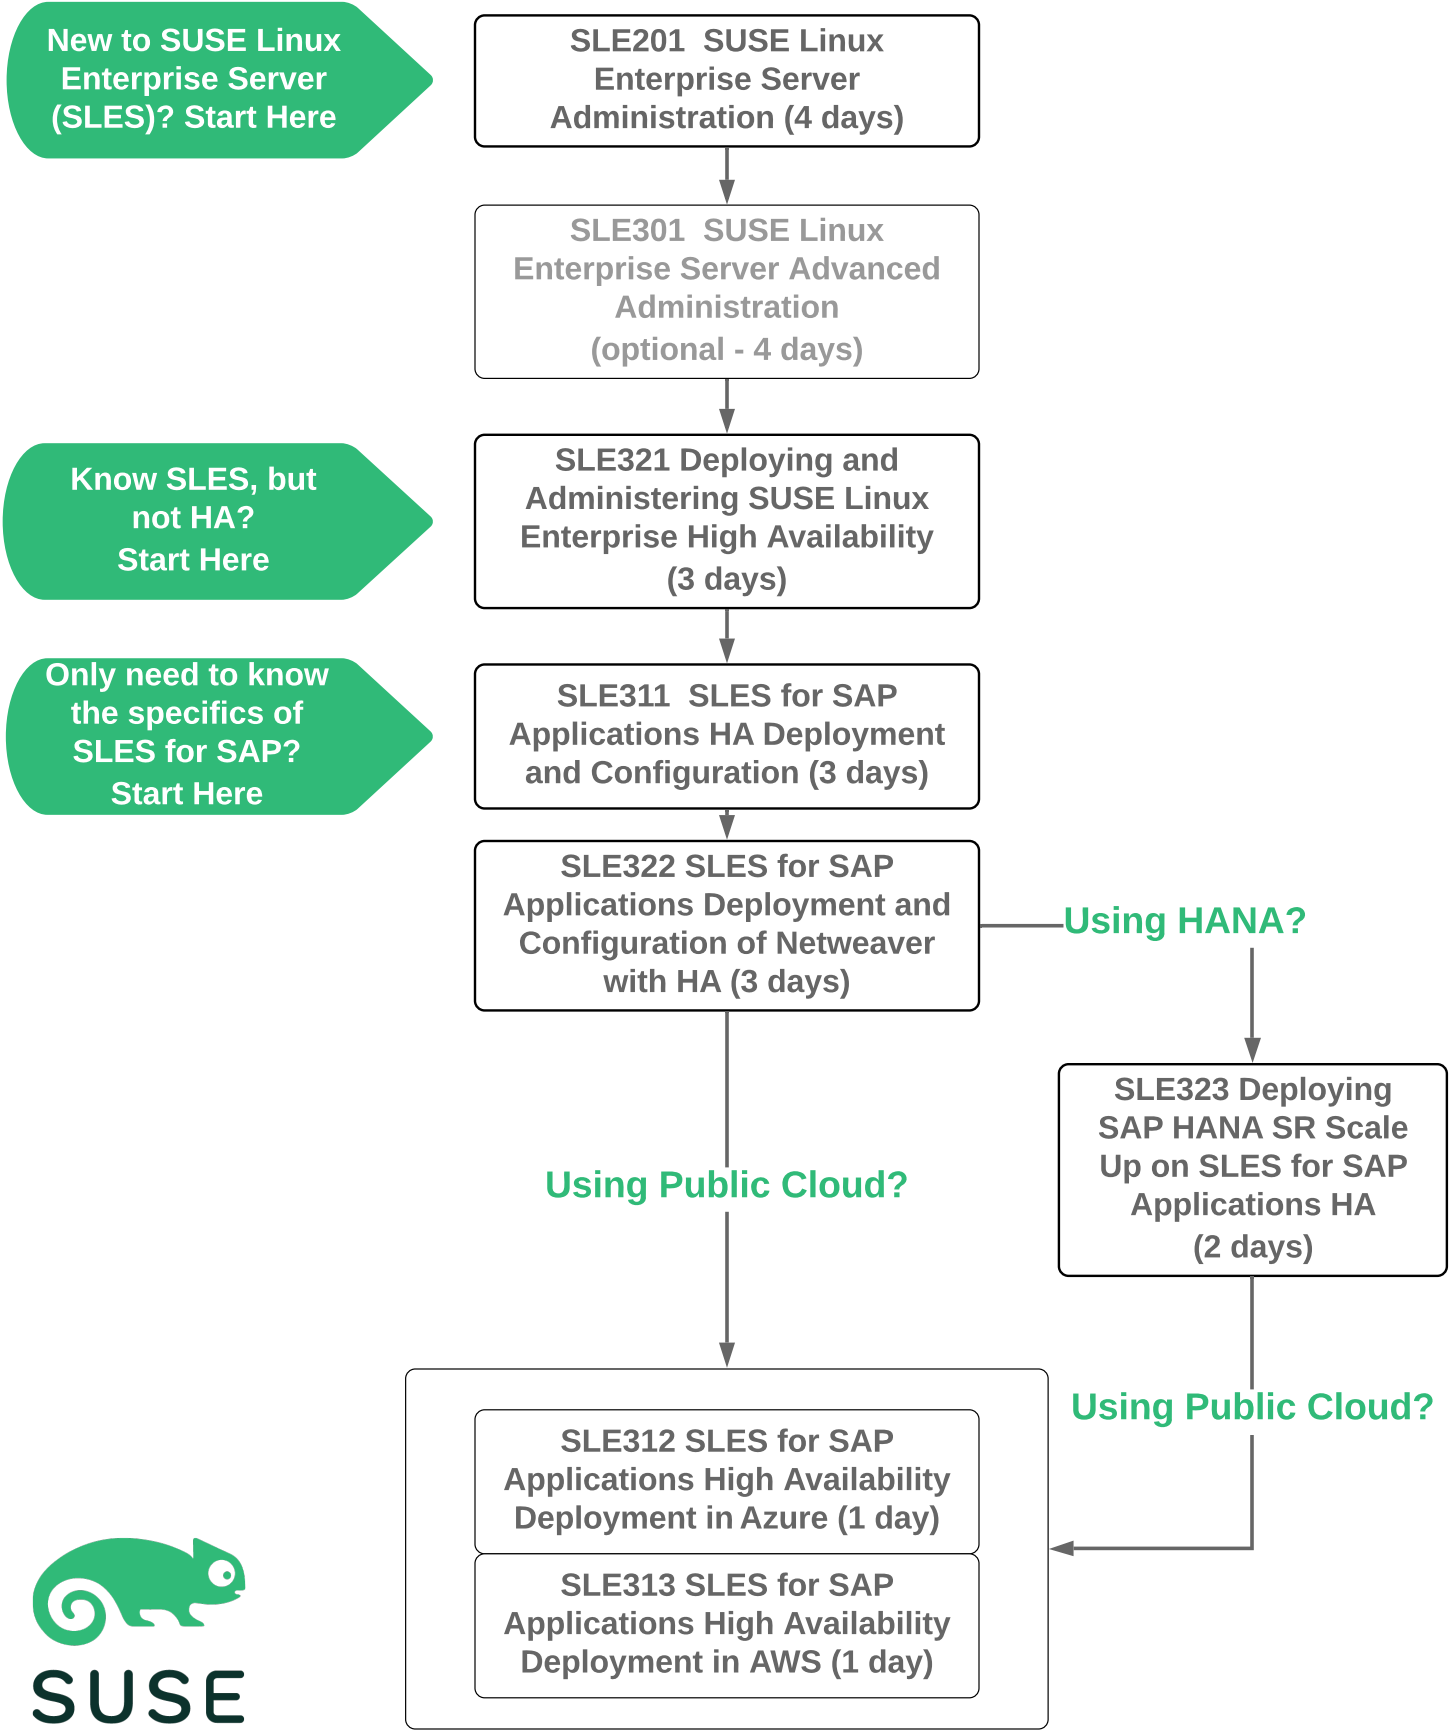 New to SUSE Linux
Enterprise Server
(SLES)? Start Here
SLE201  SUSE Linux
Enterprise Server
Administration (4 days)
SLE301  SUSE Linux
Enterprise Server Advanced
Administration
(optional - 4 days)
Know SLES, but
not HA?
Start Here
SLE321 Deploying and
Administering SUSE Linux
Enterprise High Availability
(3 days)
Only need to know
the specifics of
SLES for SAP?
Start Here
SLE311  SLES for SAP
Applications HA Deployment
and Configuration (3 days)
SLE322 SLES for SAP
Applications Deployment and
Configuration of Netweaver
with HA (3 days)
Using HANA?
SLE323 Deploying
SAP HANA SR Scale
Up on SLES for SAP
Applications HA
(2 days)
Using Public Cloud?
Using Public Cloud?
SLE312 SLES for SAP
Applications High Availability
Deployment in Azure (1 day)
SLE313 SLES for SAP
Applications High Availability
Deployment in AWS (1 day)
SUSE